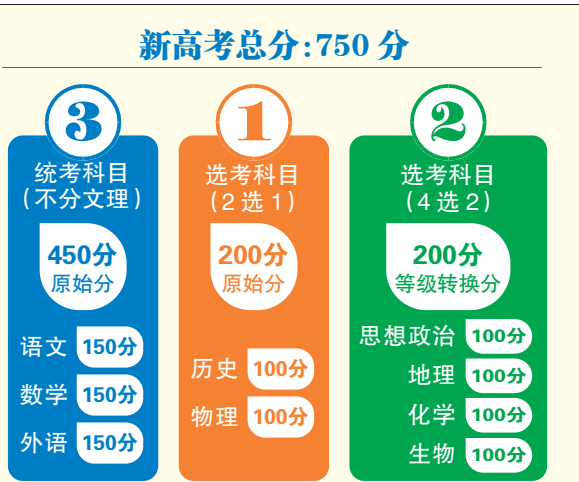 新高考总分:750 分
3
统考科目
(不分文理)
450分
原始分
语文 150分
数学 150分
外语 150分
1
选考科目
(2 选 1)
200分
原始分
历史 100分
物理 100分
2
选考科目
(4 选 2)
200分
等级转换分
思想政治 100分
地理 100分
化学 100分
生物 100分